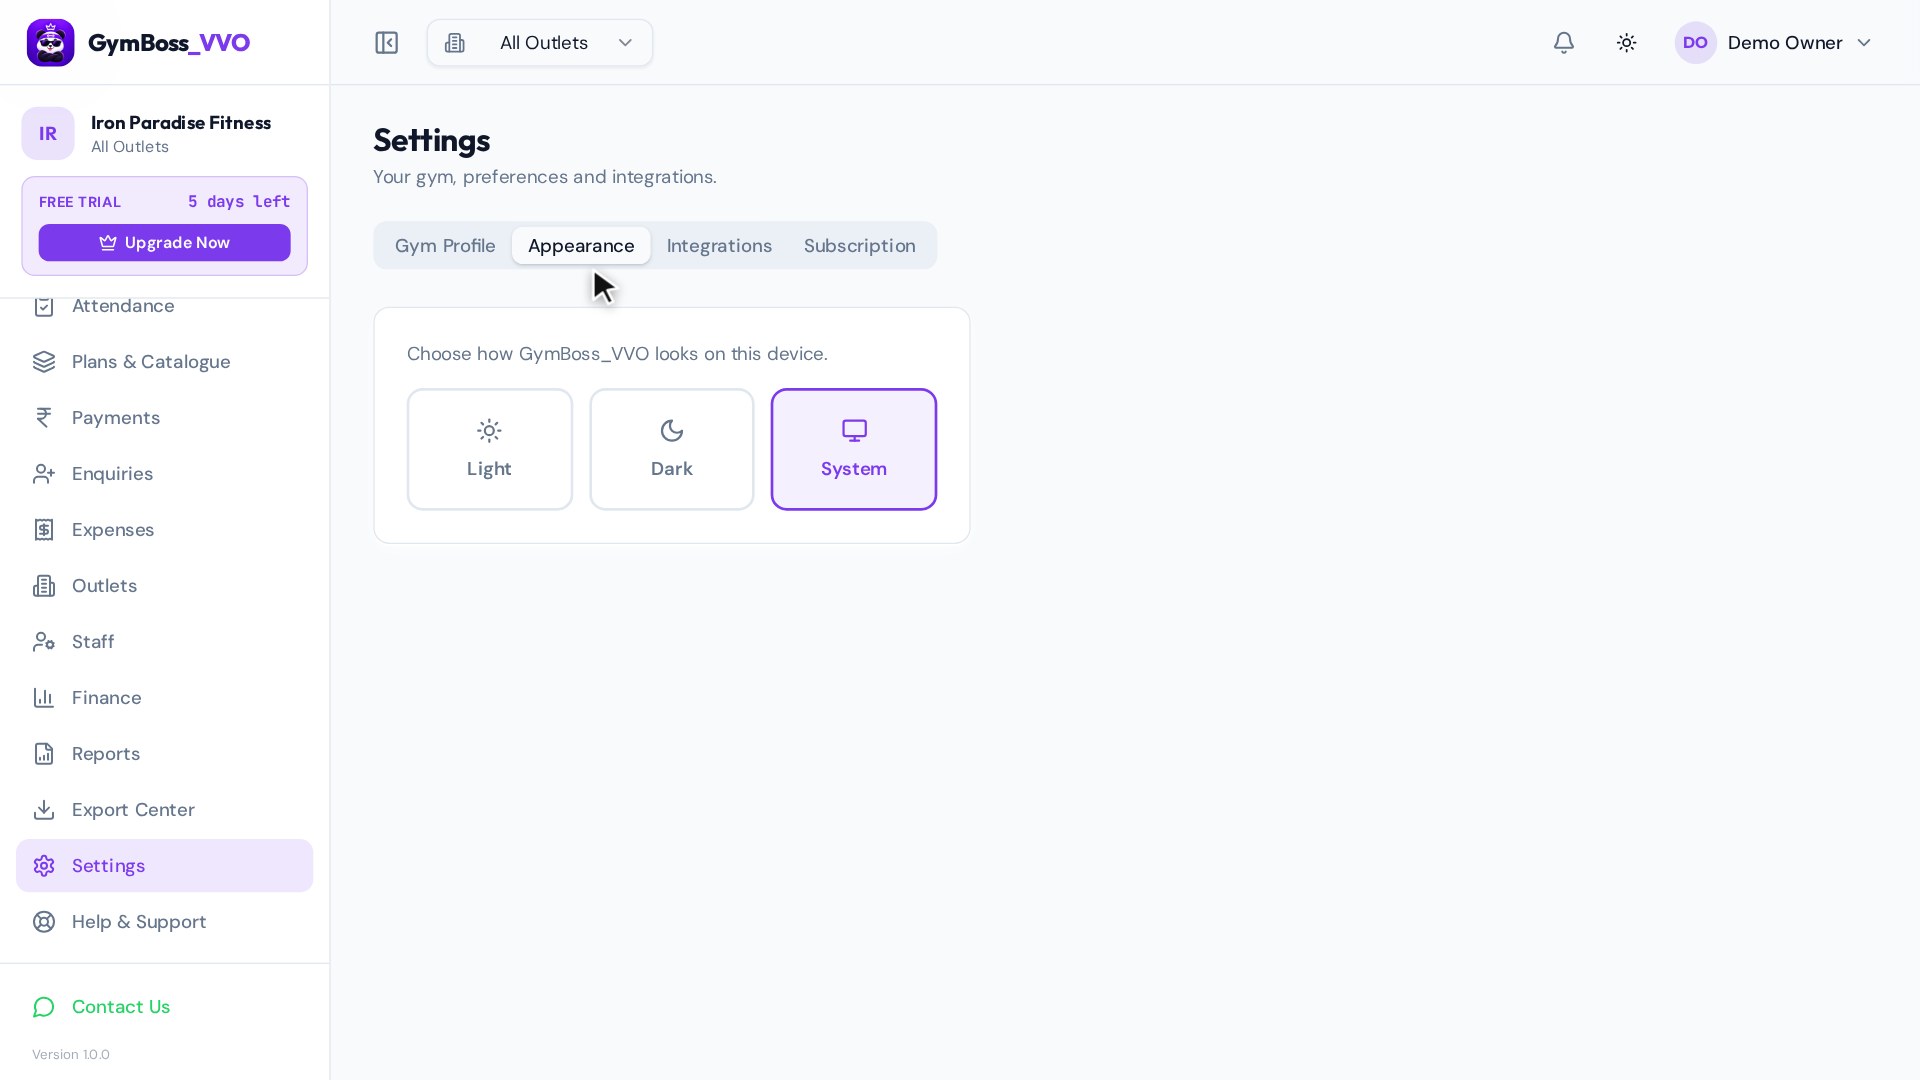 GymBoss_VVO
All Outlets
DO
Demo Owner
IR
Iron Paradise Fitness
All Outlets
FREE TRIAL
5 days left
Upgrade Now
Attendance
Plans & Catalogue
Payments
Enquiries
Expenses
Outlets
Staff
Finance
Reports
Export Center
Settings
Help & Support
Contact Us
Version 1.0.0
Settings
Your gym, preferences and integrations.
Gym Profile
Appearance
Integrations
Subscription
Choose how GymBoss_VVO looks on this device.
Light
Dark
System